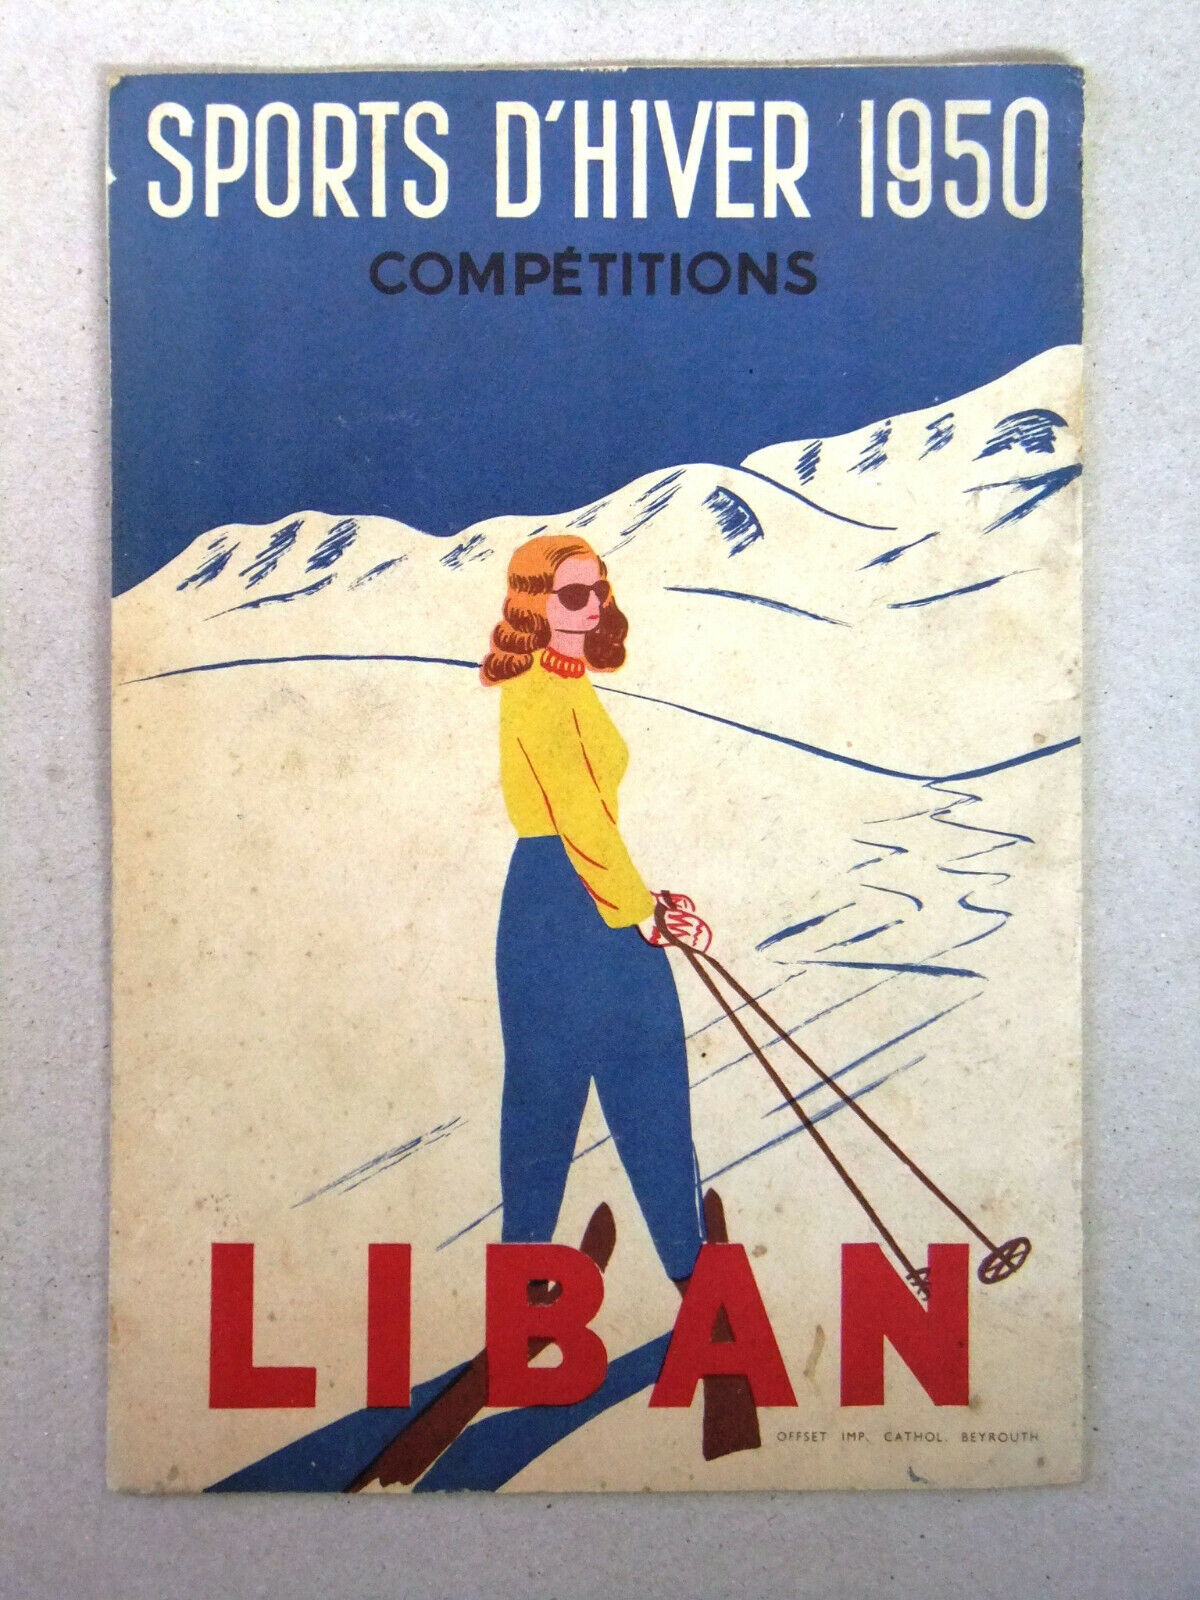 SPORTS D'HIVER 1950
COMPÉTITIONS
LIBAN
OFFSET IMP. CATHOL. BEYROUTH